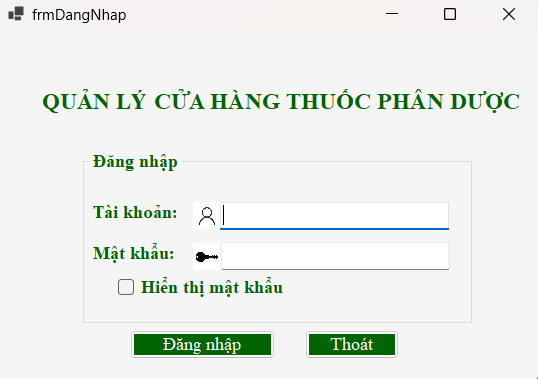 frmDangNhap
QUẢN LÝ CỬA HÀNG THUỐC PHÂN DƯỢC
Đăng nhập
Tài khoản:
Mật khẩu:
Hiển thị mật khẩu
Đăng nhập Thoát